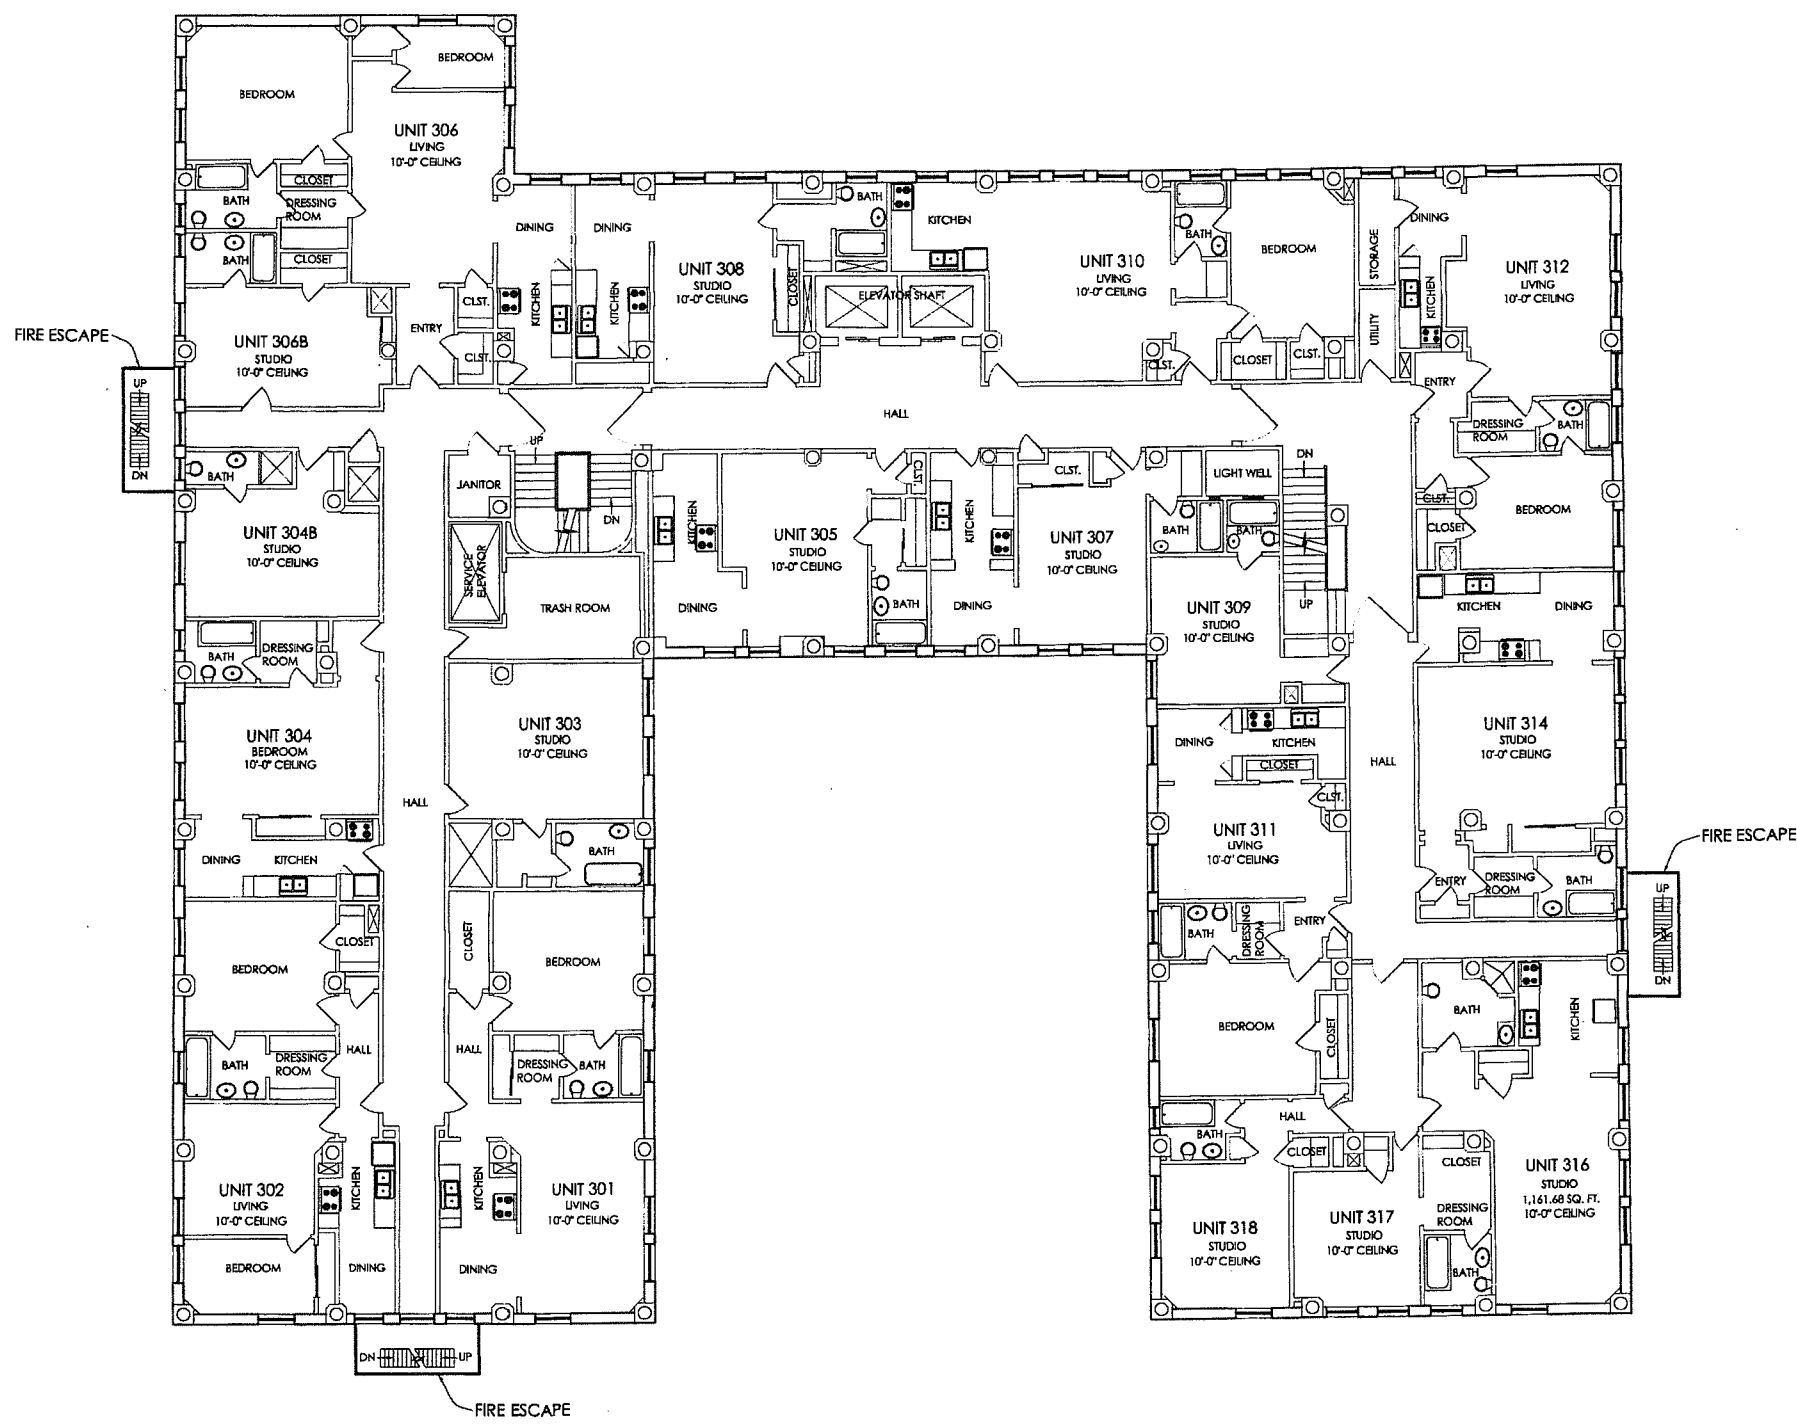 BEDROOM
BEDROOM
UNIT 306
LIVING
10'-0" CEILING
CLOSET
BATH
DRESSING
ROOM
BATH
CLOSET
DINING
DINING
UNIT 308
STUDIO
10'-0" CEILING
CLOSET
BATH
KITCHEN
ELEVATOR SHAFT
UNIT 310
LIVING
10'-0" CEILING
BATH
BEDROOM
STORAGE
DINING
UNIT 312
LIVING
10'-0" CEILING
KITCHEN
UTILITY
CLST.
ENTRY
KITCHEN
KITCHEN
CLST.
FIRE ESCAPE
UNIT 306B
STUDIO
10'-0" CEILING
UP
DN
CLST.
CLOSET
CLST.
ENTRY
HALL
DRESSING
ROOM
BATH
UP
BATH
JANITOR
DN
KITCHEN
CLST.
KITCHEN
CLST.
LIGHT WELL
DN
CLST.
BEDROOM
CLOSET
UNIT 304B
STUDIO
10'-0" CEILING
SERVICE
ELEVATOR
UNIT 305
STUDIO
10'-0" CEILING
UNIT 307
STUDIO
10'-0" CEILING
BATH
BATH
TRASH ROOM
DINING
BATH
DINING
UNIT 309
STUDIO
10'-0" CEILING
UP
KITCHEN
DINING
BATH
DRESSING
ROOM
UNIT 304
BEDROOM
10'-0" CEILING
UNIT 303
STUDIO
10'-0" CEILING
DINING
KITCHEN
CLOSET
HALL
UNIT 314
STUDIO
10'-0" CEILING
HALL
CLST.
UNIT 311
LIVING
10'-0" CEILING
FIRE ESCAPE
DINING
KITCHEN
BATH
ENTRY
DRESSING
ROOM
BATH
UP
DN
CLOSET
CLOSET
BEDROOM
BEDROOM
BATH
DRESSING
ROOM
ENTRY
BEDROOM
CLOSET
BATH
KITCHEN
BATH
DRESSING
ROOM
HALL
HALL
DRESSING
ROOM
BATH
BATH
HALL
CLOSET
CLOSET
UNIT 302
LIVING
10'-0" CEILING
KITCHEN
KITCHEN
UNIT 301
LIVING
10'-0" CEILING
UNIT 318
STUDIO
10'-0" CEILING
UNIT 317
STUDIO
10'-0" CEILING
DRESSING
ROOM
BATH
UNIT 316
STUDIO
1,161.68 SQ. FT.
10'-0" CEILING
BEDROOM
DINING
DINING
DN
UP
FIRE ESCAPE